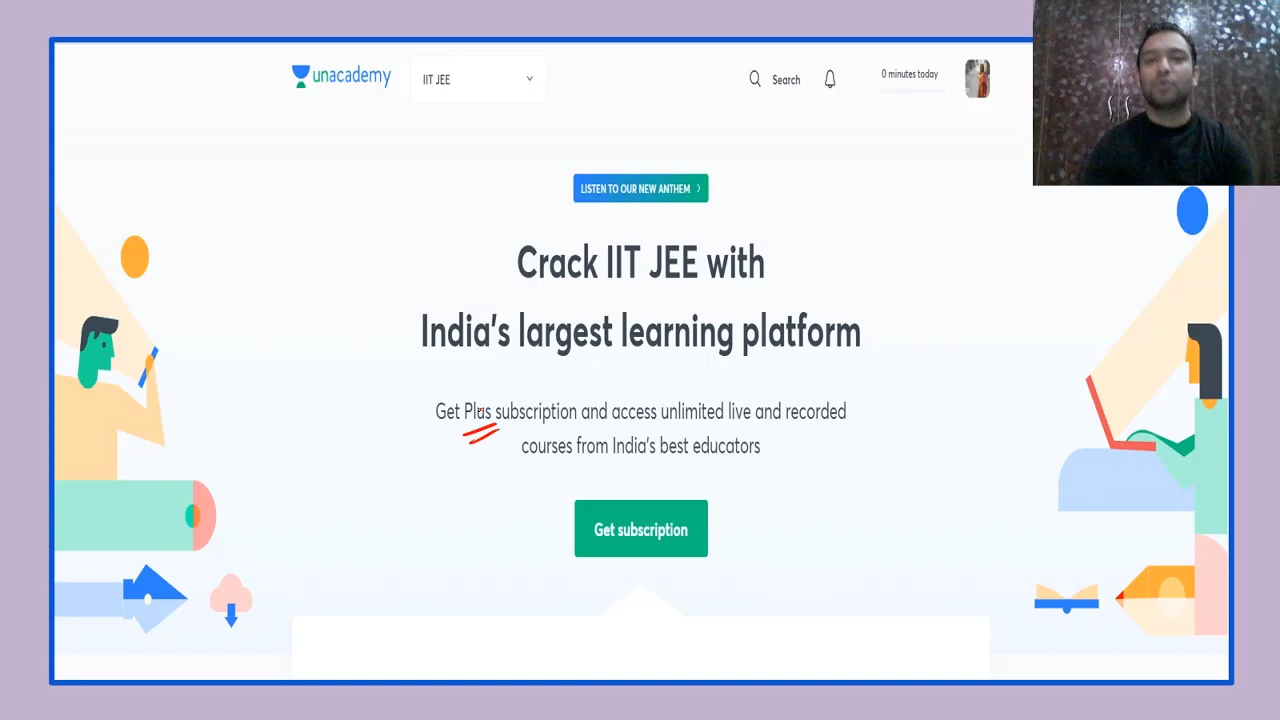 unacademy
IIT JEE
Search
0 minutes today
LISTEN TO OUR NEW ANTHEM
Crack IIT JEE with
India's largest learning platform
Get Plus subscription and access unlimited live and recorded
courses from India's best educators
Get subscription